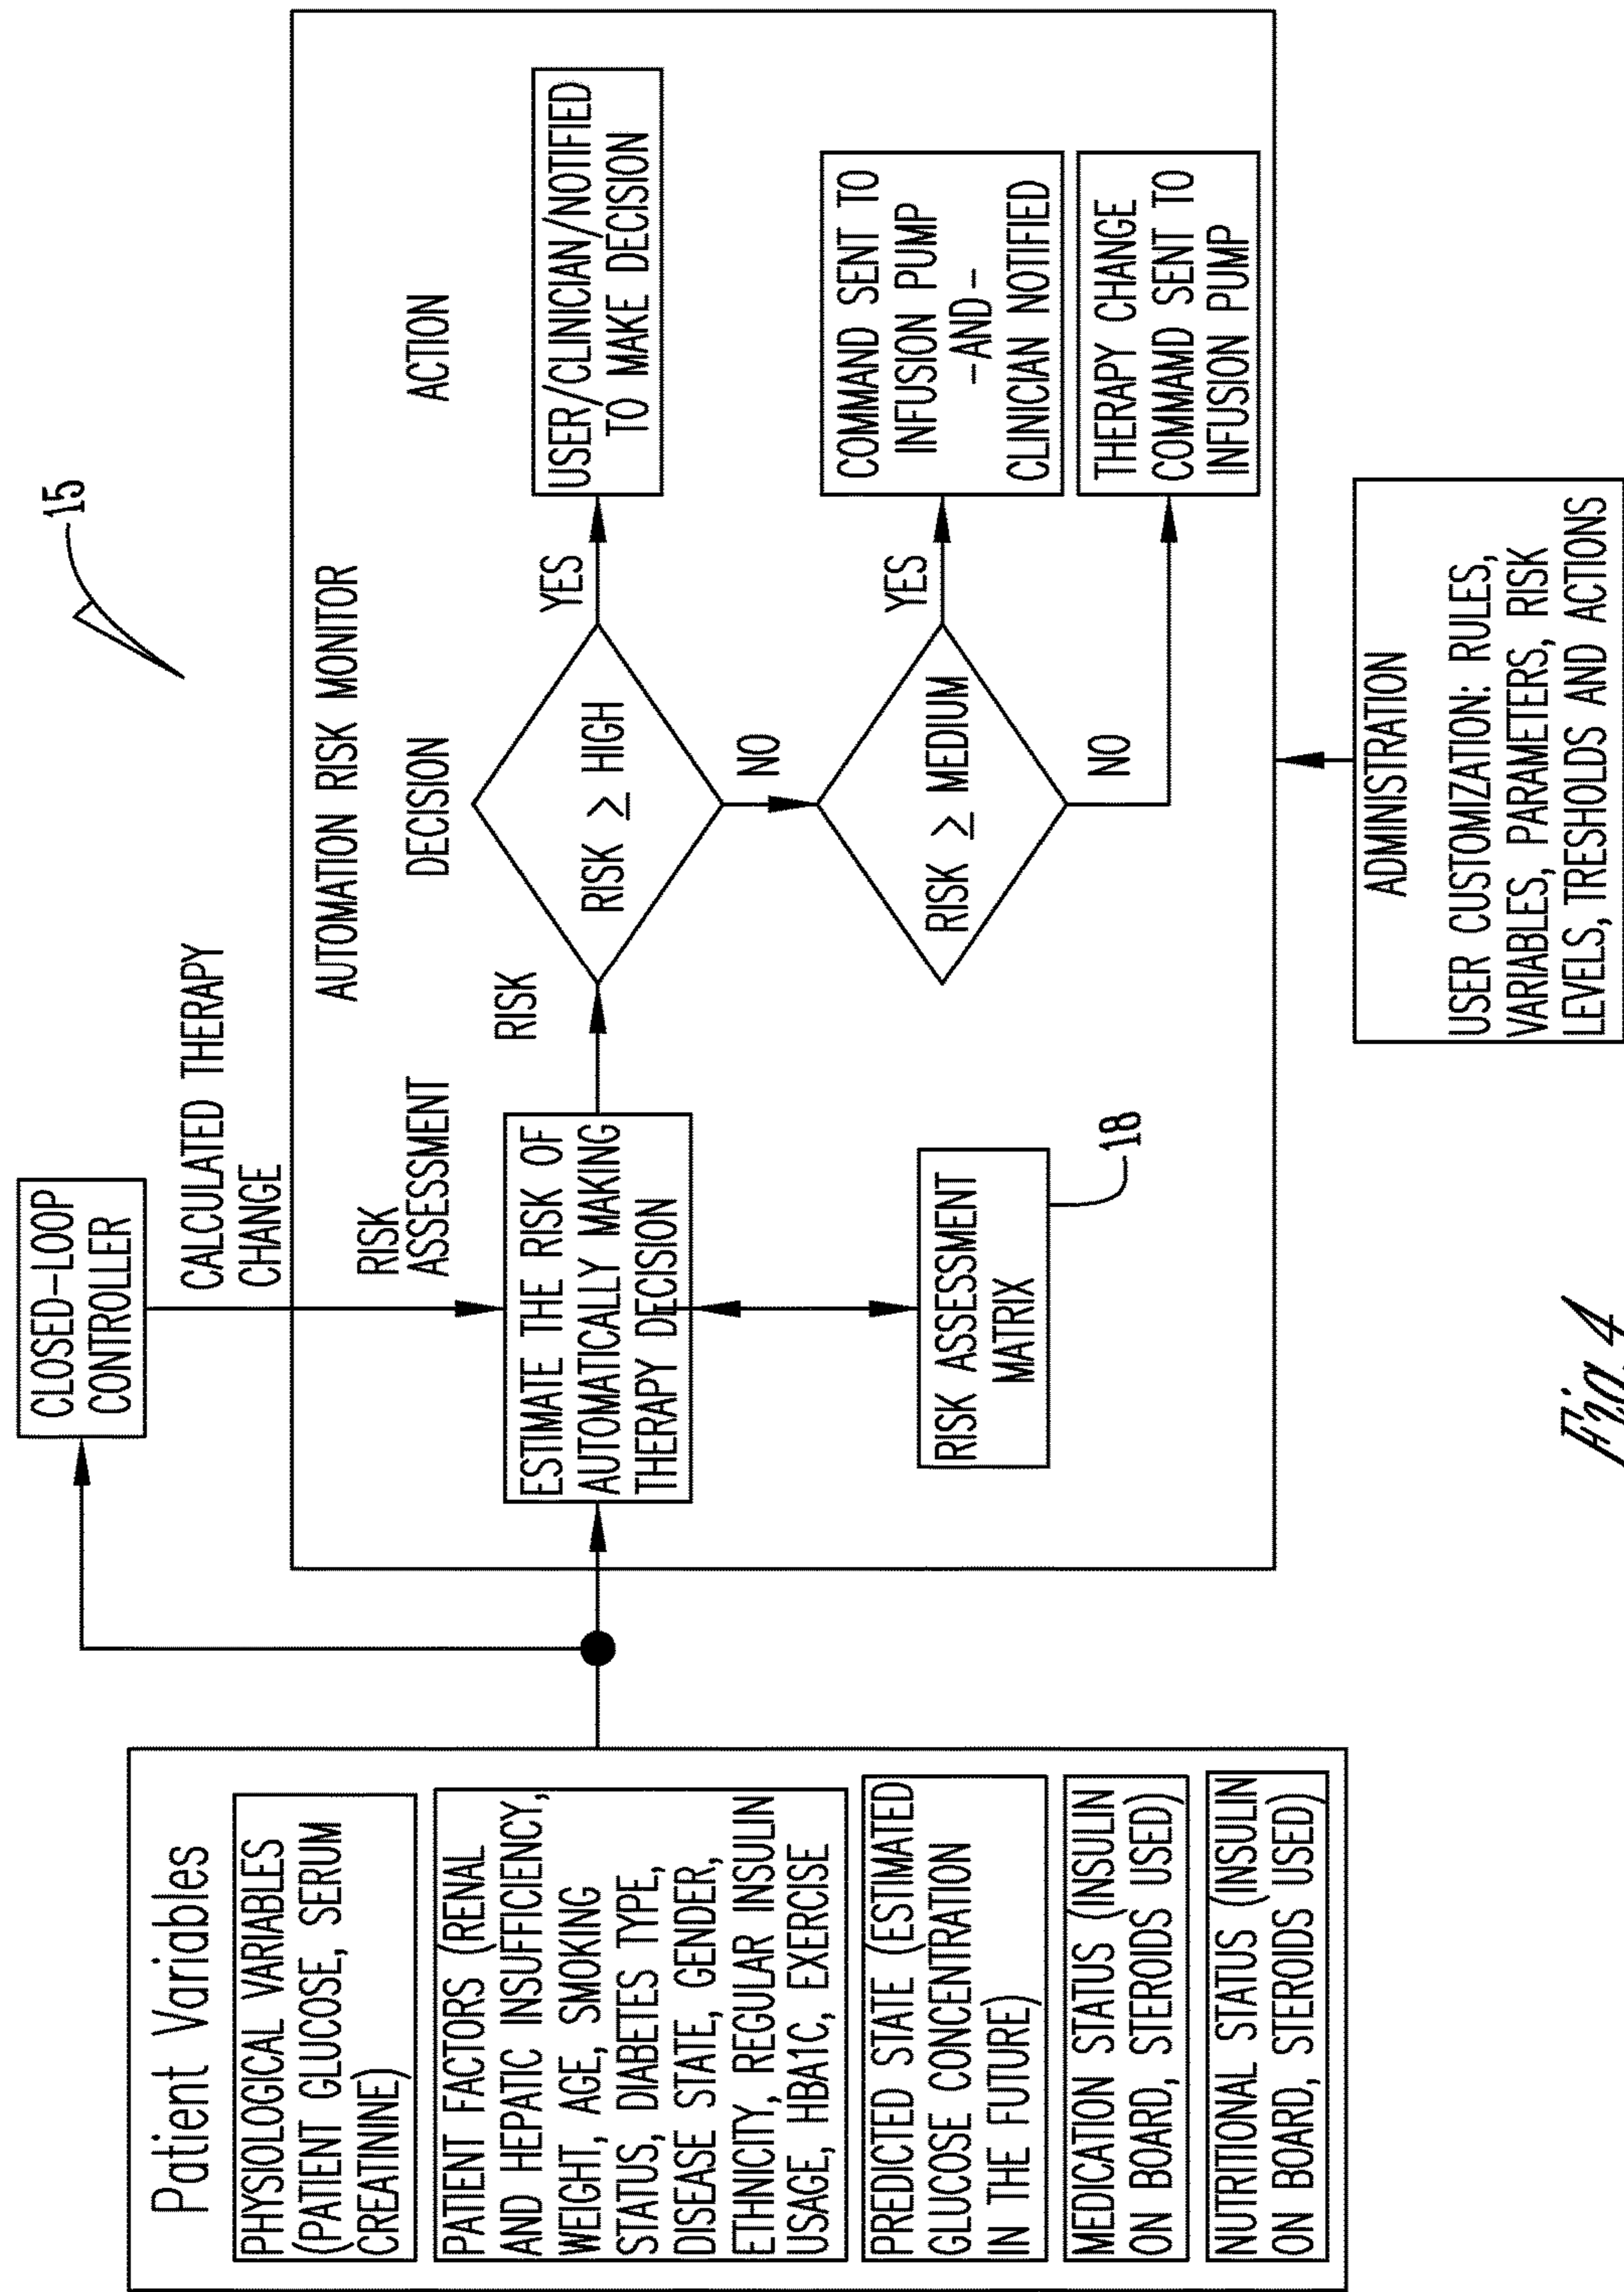 15
Patient Variables
PHYSIOLOGICAL VARIABLES
(PATIENT GLUCOSE, SERUM
CREATININE)
PATIENT FACTORS (RENAL
AND HEPATIC INSUFFICIENCY,
WEIGHT, AGE, SMOKING
STATUS, DIABETES TYPE,
DISEASE STATE, GENDER,
ETHNICITY, REGULAR INSULIN
USAGE, HBA1C, EXERCISE
PREDICTED STATE (ESTIMATED
GLUCOSE CONCENTRATION
IN THE FUTURE)
MEDICATION STATUS (INSULIN
ON BOARD, STEROIDS USED)
NUTRITIONAL STATUS (INSULIN
ON BOARD, STEROIDS USED)
CLOSED-LOOP
CONTROLLER
CALCULATED THERAPY
CHANGE
AUTOMATION RISK MONITOR
RISK
ASSESSMENT
DECISION
ACTION
ESTIMATE THE RISK OF
AUTOMATICALLY MAKING
THERAPY DECISION
RISK
RISK ≥ HIGH
YES
USER/CLINICIAN/NOTIFIED
TO MAKE DECISION
NO
RISK ASSESSMENT
MATRIX
18
RISK ≥ MEDIUM
YES
COMMAND SENT TO
INFUSION PUMP
-AND-
CLINICIAN NOTIFIED
NO
THERAPY CHANGE
COMMAMD SENT TO
INFUSION PUMP
ADMINISTRATION
USER CUSTOMIZATION: RULES,
VARIABLES, PARAMETERS, RISK
LEVELS, TRESHOLDS AND ACTIONS
Fig. 4